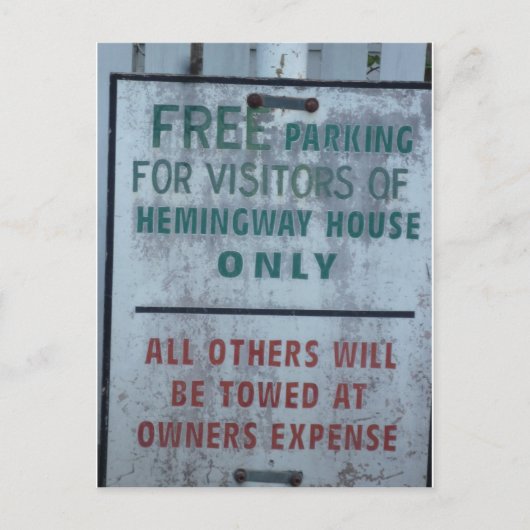 FREE PARKING
FOR VISITORS OF
HEMINGWAY HOUSE
ONLY
ALL OTHERS WILL
BE TOWED AT
OWNERS EXPENSE